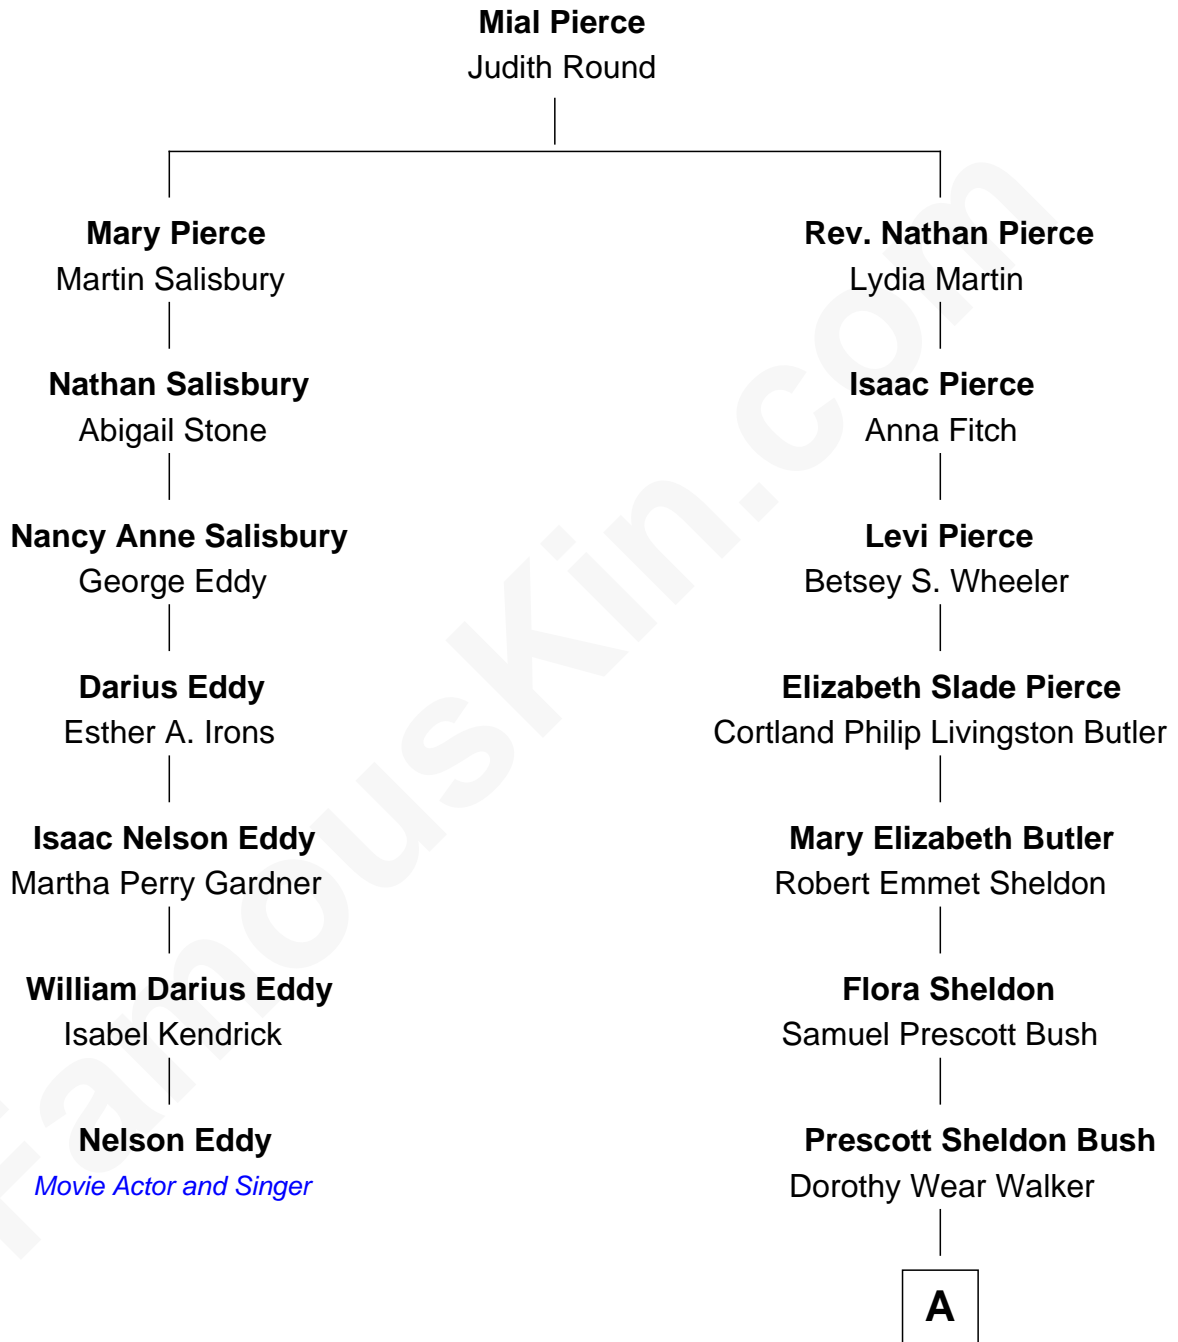 Mial Pierce
Judith Round
Mary Pierce
Martin Salisbury
Rev. Nathan Pierce
Lydia Martin
Nathan Salisbury
Abigail Stone
Isaac Pierce
Anna Fitch
Nancy Anne Salisbury
George Eddy
Levi Pierce
Betsey S. Wheeler
Darius Eddy
Esther A. Irons
Elizabeth Slade Pierce
Cortland Philip Livingston Butler
Isaac Nelson Eddy
Martha Perry Gardner
Mary Elizabeth Butler
Robert Emmet Sheldon
William Darius Eddy
Isabel Kendrick
Flora Sheldon
Samuel Prescott Bush
Nelson Eddy
Movie Actor and Singer
Prescott Sheldon Bush
Dorothy Wear Walker
A
FamousKin.com